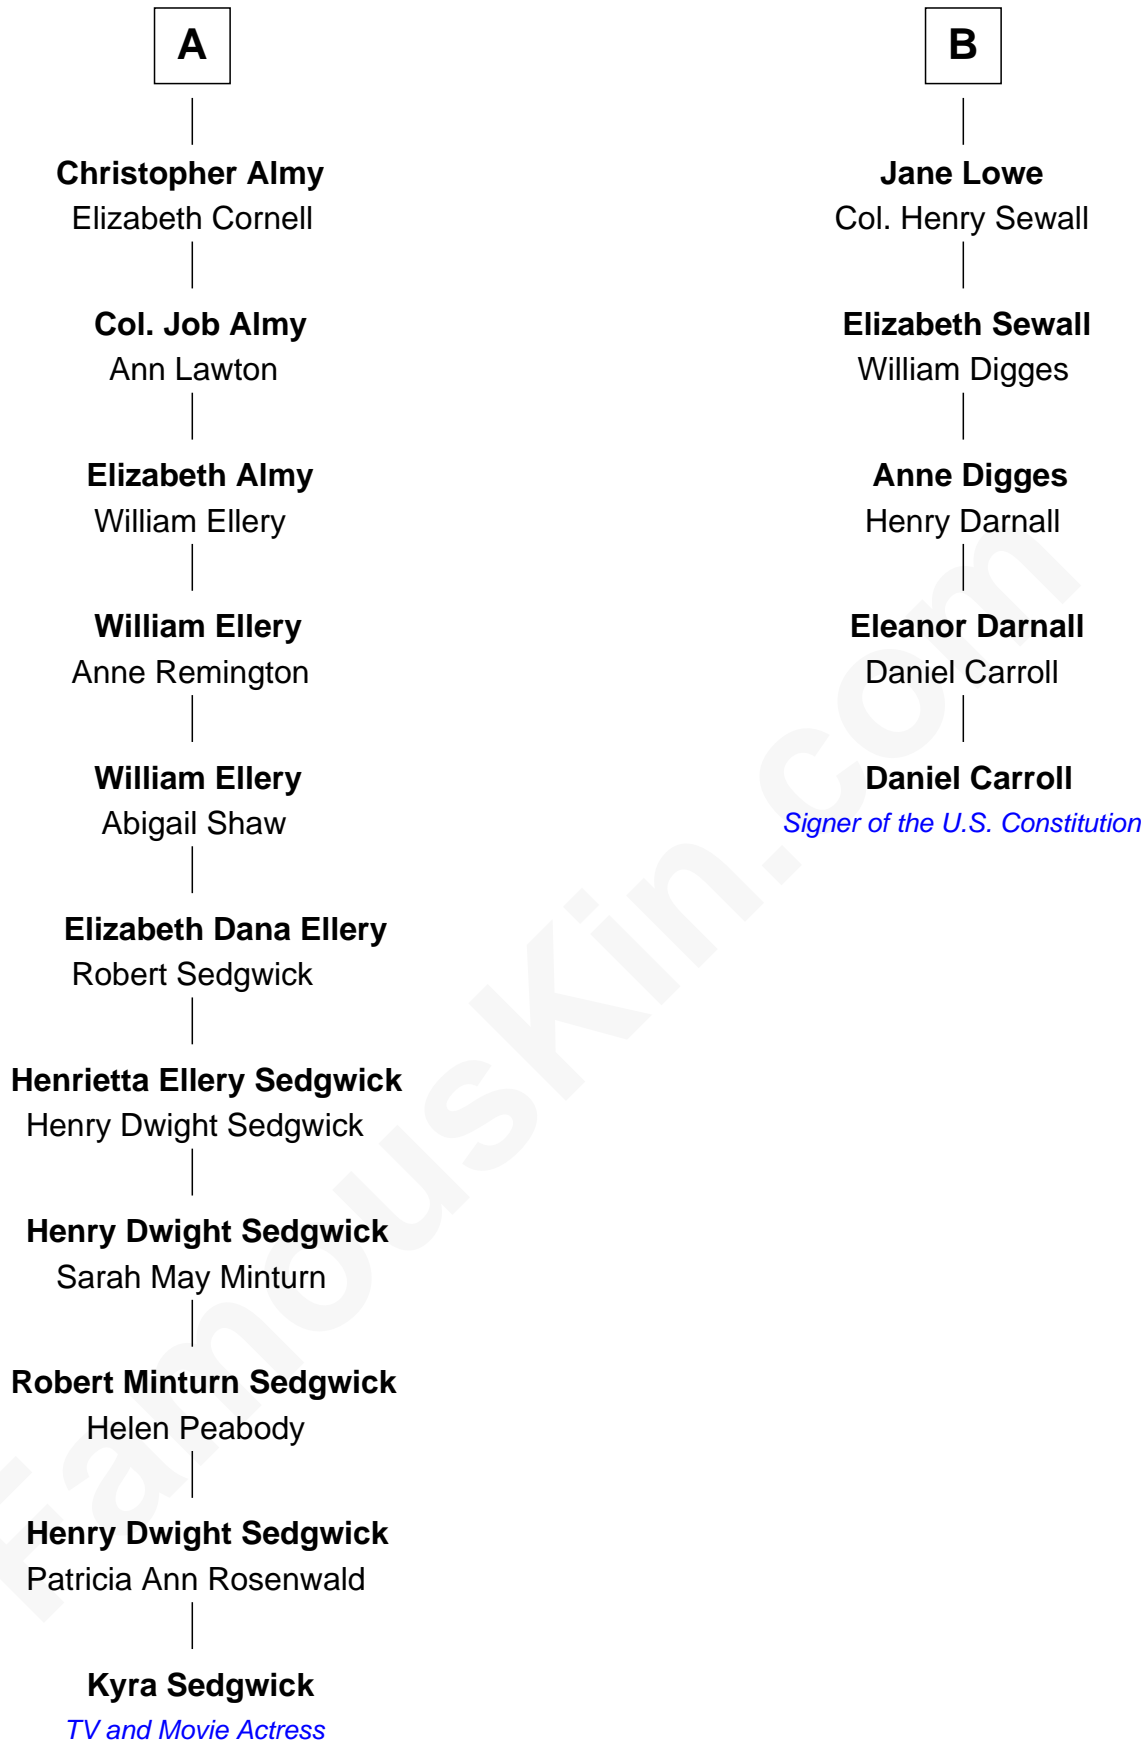 A
Christopher Almy
Elizabeth Cornell
Col. Job Almy
Ann Lawton
Elizabeth Almy
William Ellery
William Ellery
Anne Remington
William Ellery
Abigail Shaw
Elizabeth Dana Ellery
Robert Sedgwick
Henrietta Ellery Sedgwick
Henry Dwight Sedgwick
Henry Dwight Sedgwick
Sarah May Minturn
Robert Minturn Sedgwick
Helen Peabody
Henry Dwight Sedgwick
Patricia Ann Rosenwald
Kyra Sedgwick
TV and Movie Actress
B
Jane Lowe
Col. Henry Sewall
Elizabeth Sewall
William Digges
Anne Digges
Henry Darnall
Eleanor Darnall
Daniel Carroll
Daniel Carroll
Signer of the U.S. Constitution
FamousKin.com